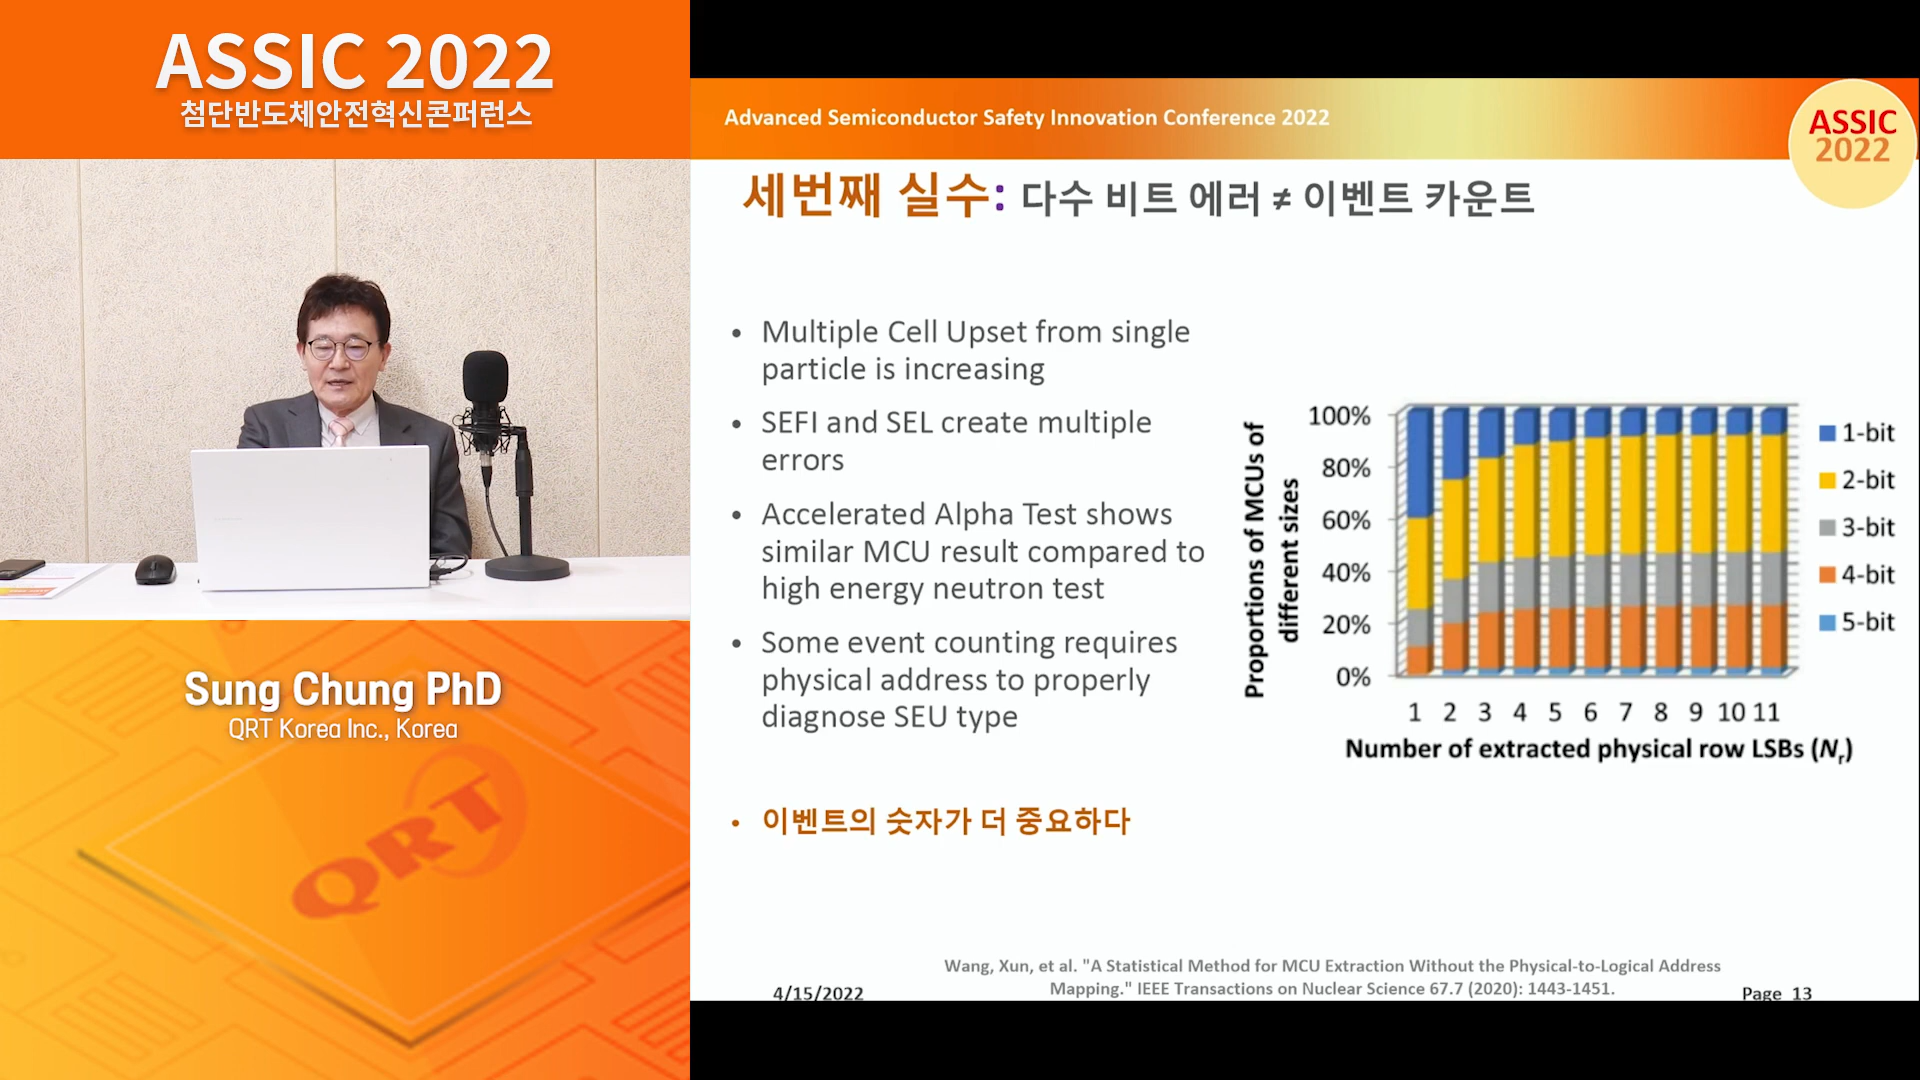 ASSIC 2022
첨단반도체안전혁신콘퍼런스
Sung Chung PhD
QRT Korea Inc., Korea
QRT
Advanced Semiconductor Safety Innovation Conference 2022
ASSIC
2022
세번째 실수: 다수 비트 에러 ≠ 이벤트 카운트
• Multiple Cell Upset from single
particle is increasing
• SEFI and SEL create multiple
errors
• Accelerated Alpha Test shows
similar MCU result compared to
high energy neutron test
• Some event counting requires
physical address to properly
diagnose SEU type
• 이벤트의 숫자가 더 중요하다
Proportions of MCUs of
different sizes
100%
80%
60%
40%
20%
0%
1 2 3 4 5 6 7 8 9 10 11
Number of extracted physical row LSBs (Nr)
1-bit
2-bit
3-bit
4-bit
5-bit
Wang, Xun, et al. "A Statistical Method for MCU Extraction Without the Physical-to-Logical Address
Mapping." IEEE Transactions on Nuclear Science 67.7 (2020): 1443-1451.
4/15/2022
Page 13